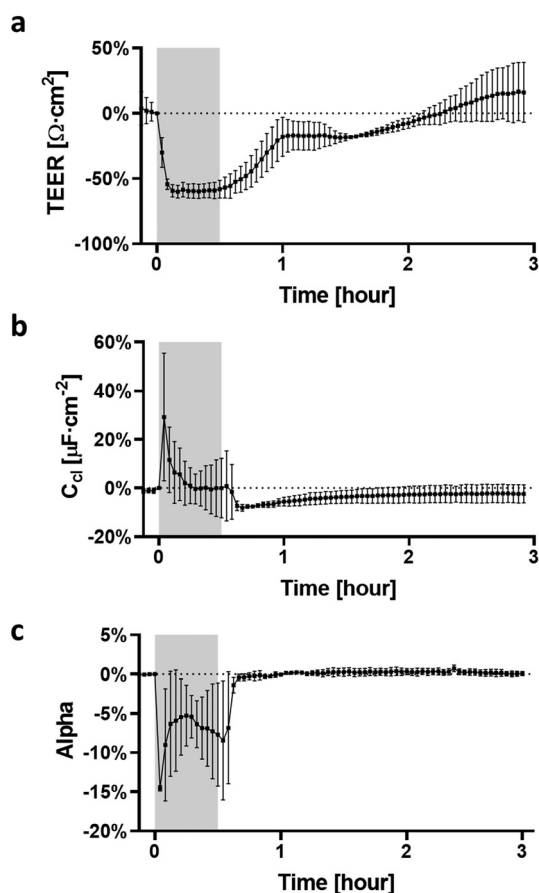 a
50%
0%
-50%
-100%
TEER [Ω·cm²]
0 1 2 3
Time [hour]
b
60%
40%
20%
0%
-20%
C_cl [µF·cm⁻²]
0 1 2 3
Time [hour]
c
5%
0%
-5%
-10%
-15%
-20%
Alpha
0 1 2 3
Time [hour]